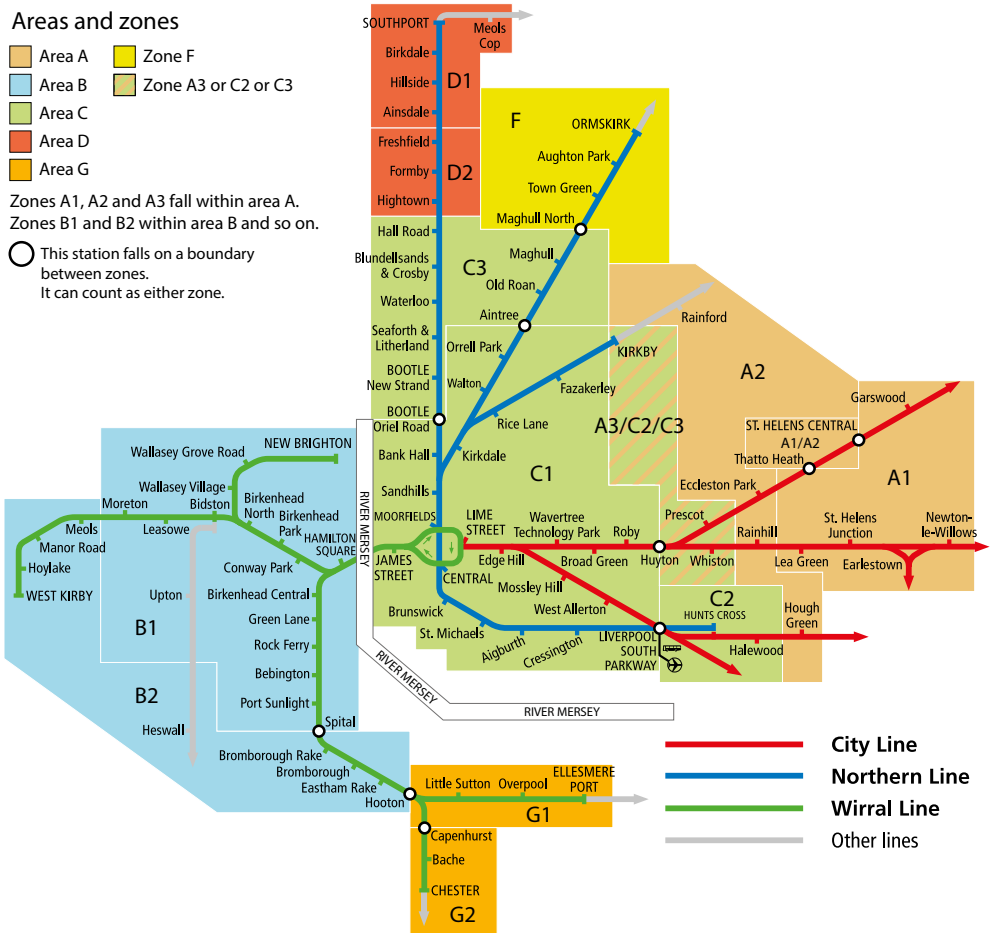 Areas and zones
Area A
Zone F
Area B
Zone A3 or C2 or C3
Area C
Area D
Area G
Zones A1, A2 and A3 fall within area A.
Zones B1 and B2 within area B and so on.
This station falls on a boundary
between zones.
It can count as either zone.
SOUTHPORT
Meols
Cop
Birkdale
Hillside
D1
Ainsdale
Freshfield
Formby
D2
Hightown
F
ORMSKIRK
Aughton Park
Town Green
Maghull North
Hall Road
Blundellsands
& Crosby
C3
Maghull
Old Roan
Waterloo
Aintree
Seaforth &
Litherland
Orrell Park
BOOTLE
New Strand
Walton
BOOTLE
Oriel Road
Rice Lane
Fazakerley
KIRKBY
Rainford
A2
Garswood
A3/C2/C3
ST. HELENS CENTRAL
A1/A2
Thatto Heath
Bank Hall
Kirkdale
C1
Eccleston Park
A1
Sandhills
Prescot
MOORFIELDS
LIME
STREET
Wavertree
Technology Park
Roby
Rainhill
St. Helens
Junction
Newton-
le-Willows
JAMES
STREET
Edge Hill
Broad Green
Huyton
Whiston
Lea Green
Earlestown
CENTRAL
Mossley Hill
West Allerton
C2
HUNTS CROSS
Hough
Green
Brunswick
St. Michaels
Aigburth
Cressington
LIVERPOOL
SOUTH
PARKWAY
Halewood
NEW BRIGHTON
Wallasey Grove Road
Wallasey Village
Moreton
Bidston
Birkenhead
North
Birkenhead
Park
HAMILTON
SQUARE
RIVER MERSEY
Meols
Leasowe
Manor Road
Conway Park
Hoylake
WEST KIRBY
Upton
Birkenhead Central
Green Lane
B1
Rock Ferry
Bebington
B2
Port Sunlight
Heswall
Spital
RIVER MERSEY
RIVER MERSEY
Bromborough Rake
Bromborough
Eastham Rake
Hooton
Little Sutton
Overpool
ELLESMERE
PORT
G1
Capenhurst
Bache
CHESTER
G2
City Line
Northern Line
Wirral Line
Other lines